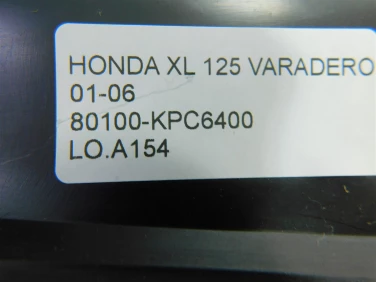 HONDA XL 125 VARADERO
01-06
80100-KPC6400
LO.A154